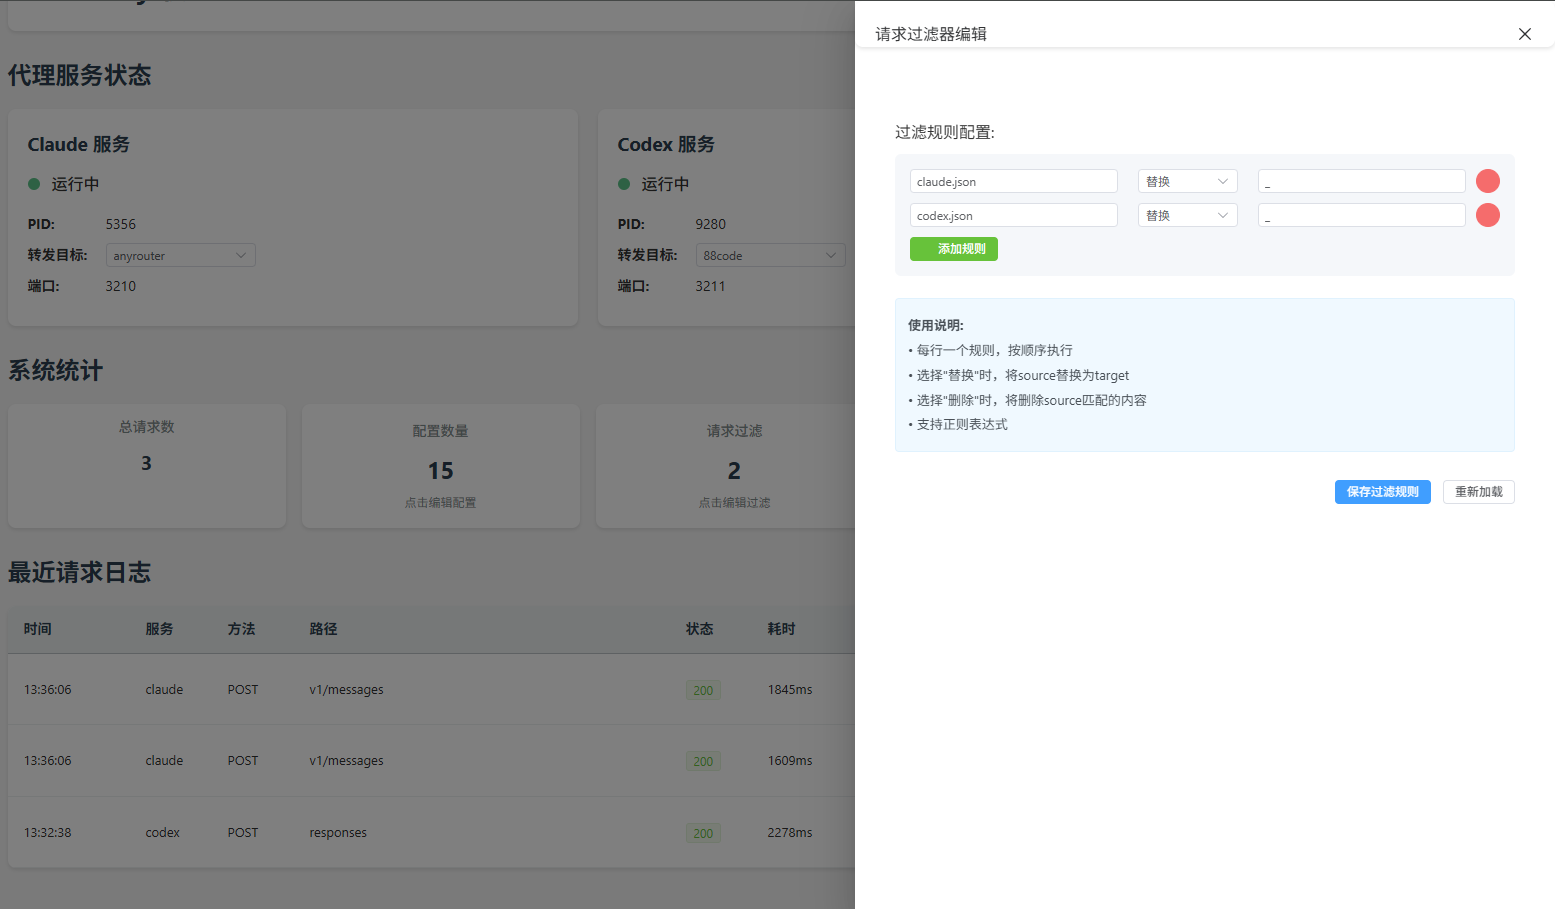 代理服务状态
Claude 服务
运行中
PID: 5356
转发目标: anyrouter
端口: 3210
Codex 服务
运行中
PID: 9280
转发目标: 88code
端口: 3211
系统统计
总请求数
3
配置数量
15
点击编辑配置
请求过滤
2
点击编辑过滤
最近请求日志
时间 服务 方法 路径 状态 耗时
13:36:06 claude POST v1/messages 200 1845ms
13:36:06 claude POST v1/messages 200 1609ms
13:32:38 codex POST responses 200 2278ms
请求过滤器编辑
过滤规则配置:
claude.json 替换 _
codex.json 替换 _
添加规则
使用说明:
• 每行一个规则，按顺序执行
• 选择"替换"时，将source替换为target
• 选择"删除"时，将删除source匹配的内容
• 支持正则表达式
保存过滤规则 重新加载